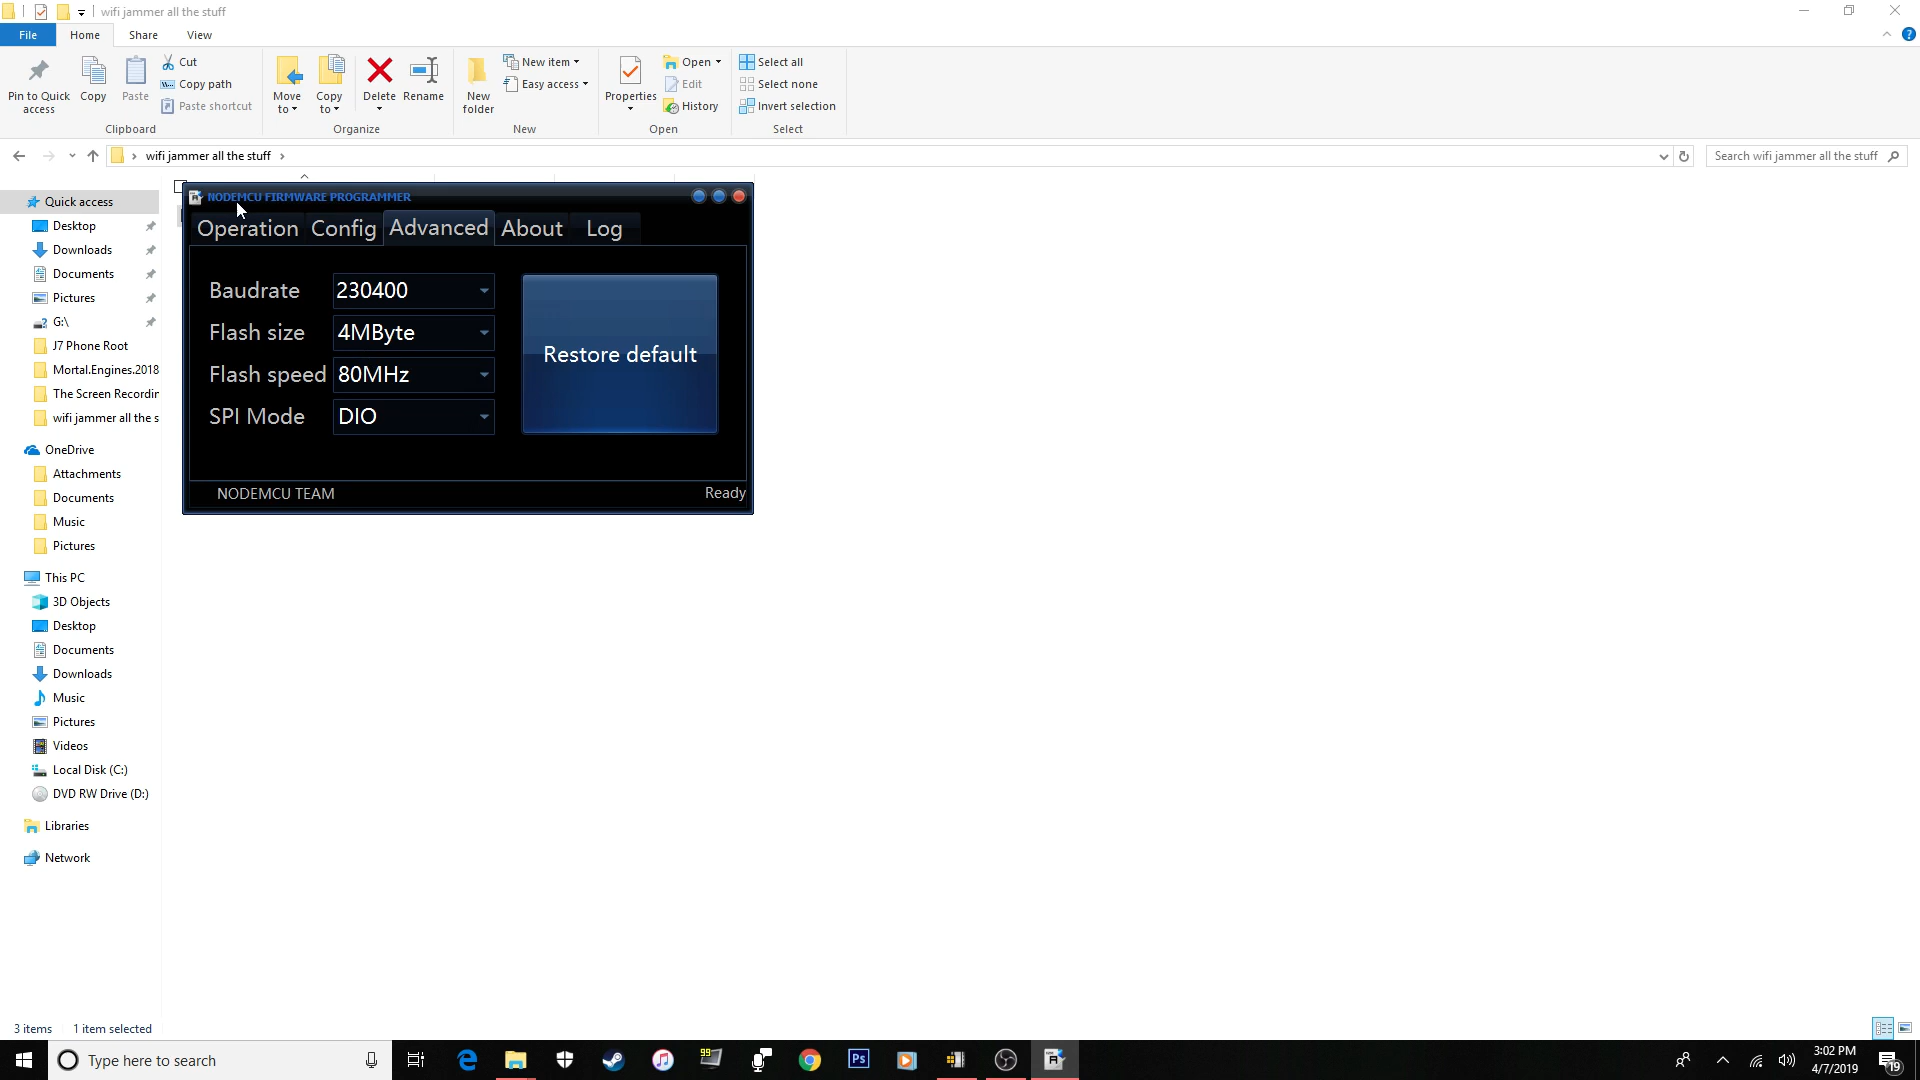 wifi jammer all the stuff
File Home Share View
Pin to Quick access
Copy
Paste
Cut
Copy path
Paste shortcut
Clipboard
Move to
Copy to
Delete
Rename
Organize
New folder
New item
Easy access
New
Properties
Open
Edit
History
Open
Select all
Select none
Invert selection
Select
wifi jammer all the stuff
Search wifi jammer all the stuff
Quick access
Desktop
Downloads
Documents
Pictures
G:\
J7 Phone Root
Mortal.Engines.2018
The Screen Recordin
wifi jammer all the s
OneDrive
Attachments
Documents
Music
Pictures
This PC
3D Objects
Desktop
Documents
Downloads
Music
Pictures
Videos
Local Disk (C:)
DVD RW Drive (D:)
Libraries
Network
NODEMCU FIRMWARE PROGRAMMER
Operation Config Advanced About Log
Baudrate 230400
Flash size 4MByte
Flash speed 80MHz
SPI Mode DIO
Restore default
NODEMCU TEAM Ready
3 items 1 item selected
Type here to search
99
Ps
3:02 PM
4/7/2019
19